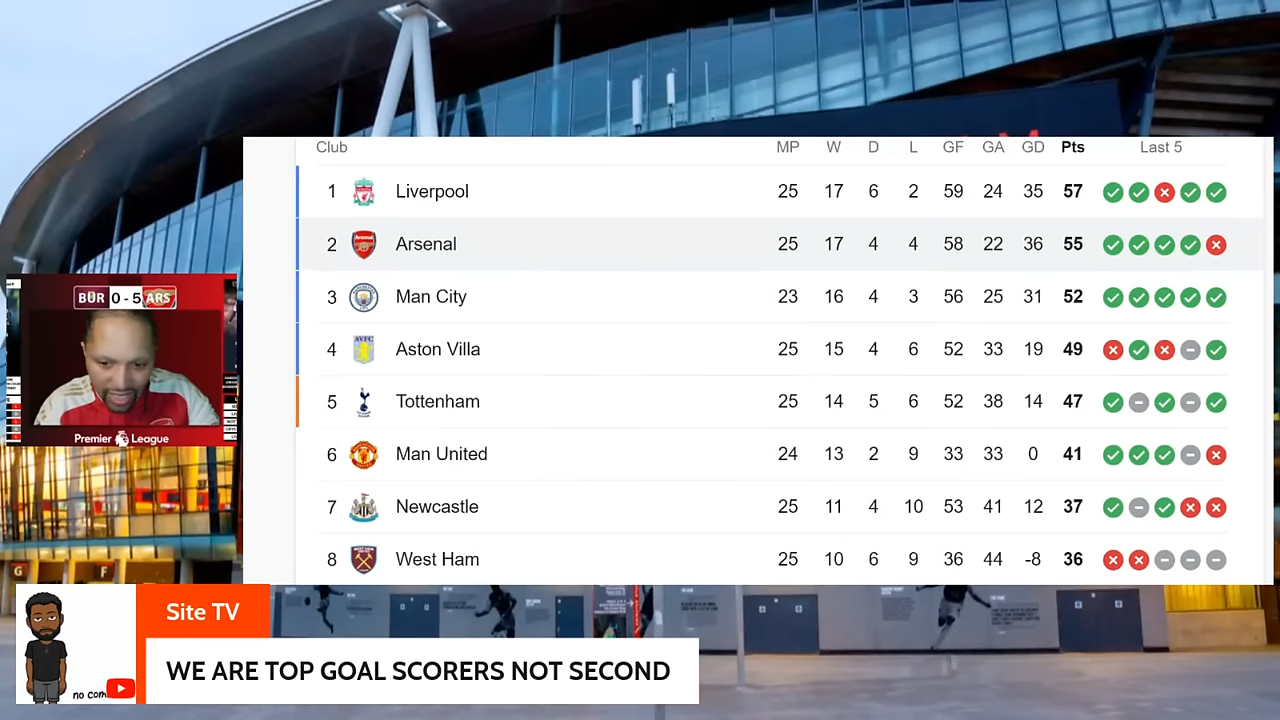 Club MP W D L GF GA GD Pts Last 5
1 Liverpool 25 17 6 2 59 24 35 57
2 Arsenal 25 17 4 4 58 22 36 55
3 Man City 23 16 4 3 56 25 31 52
4 Aston Villa 25 15 4 6 52 33 19 49
5 Tottenham 25 14 5 6 52 38 14 47
6 Man United 24 13 2 9 33 33 0 41
7 Newcastle 25 11 4 10 53 41 12 37
8 West Ham 25 10 6 9 36 44 -8 36
BUR 0 - 5 ARS
Premier League
G F
Site TV
WE ARE TOP GOAL SCORERS NOT SECOND
no com